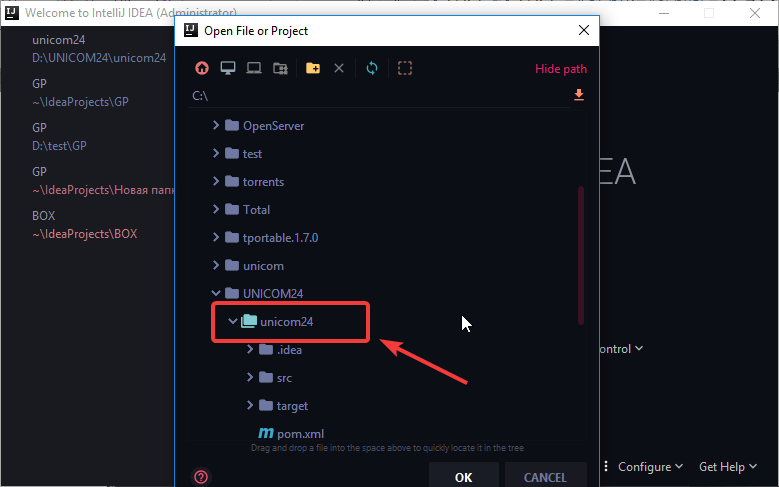 Welcome to IntelliJ IDEA (Administrator)
unicom24
D:\UNICOM24\unicom24
GP
~\IdeaProjects\GP
GP
D:\test\GP
GP
~\IdeaProjects\Новая папк
BOX
~\IdeaProjects\BOX
Open File or Project
Hide path
C:\
OpenServer
test
torrents
Total
tportable.1.7.0
unicom
UNICOM24
unicom24
.idea
src
target
pom.xml
Drag and drop a file into the space above to quickly locate it in the tree
OK
CANCEL
EA
ontrol
Configure
Get Help